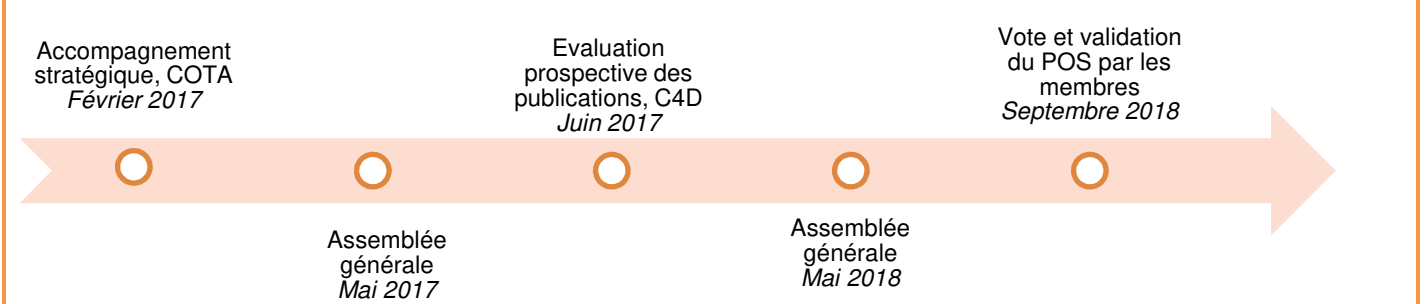 Accompagnement
stratégique, COTA
Février 2017
Assemblée
générale
Mai 2017
Evaluation
prospective des
publications, C4D
Juin 2017
Assemblée
générale
Mai 2018
Vote et validation
du POS par les
membres
Septembre 2018